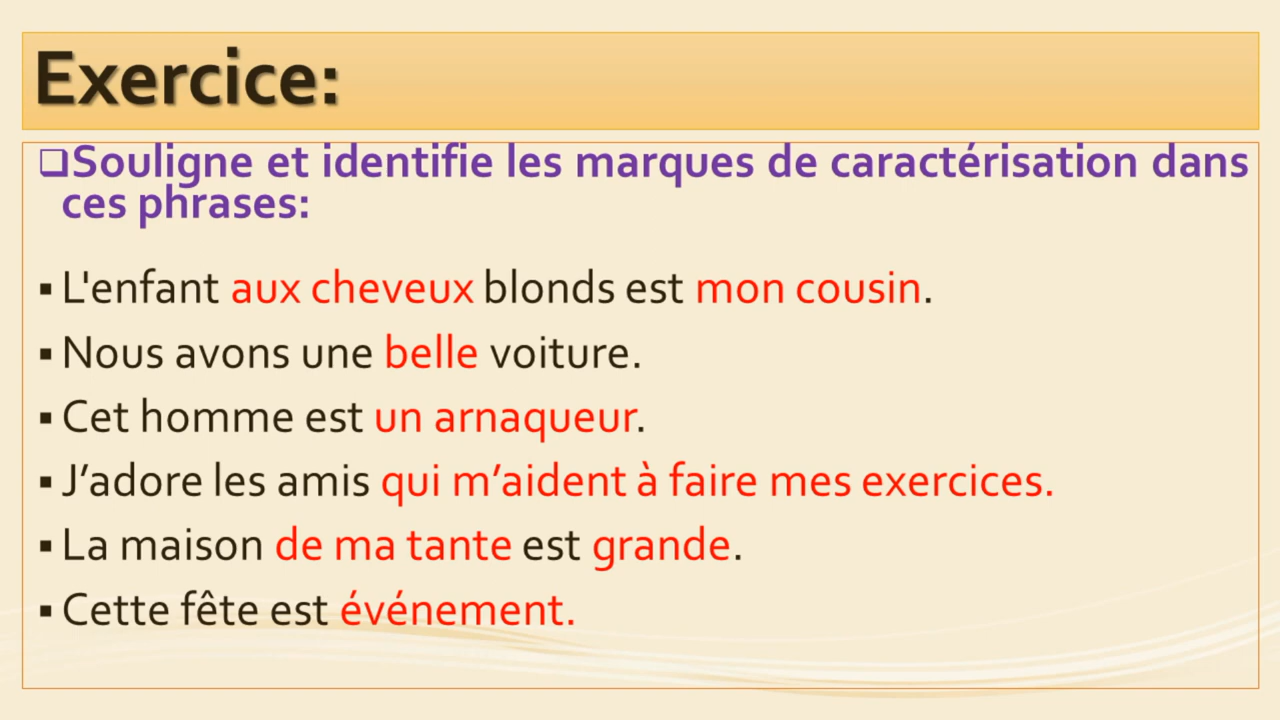 Exercice:
❑Souligne et identifie les marques de caractérisation dans
ces phrases:
▪ L'enfant aux cheveux blonds est mon cousin.
▪ Nous avons une belle voiture.
▪ Cet homme est un arnaqueur.
▪ J’adore les amis qui m’aident à faire mes exercices.
▪ La maison de ma tante est grande.
▪ Cette fête est événement.